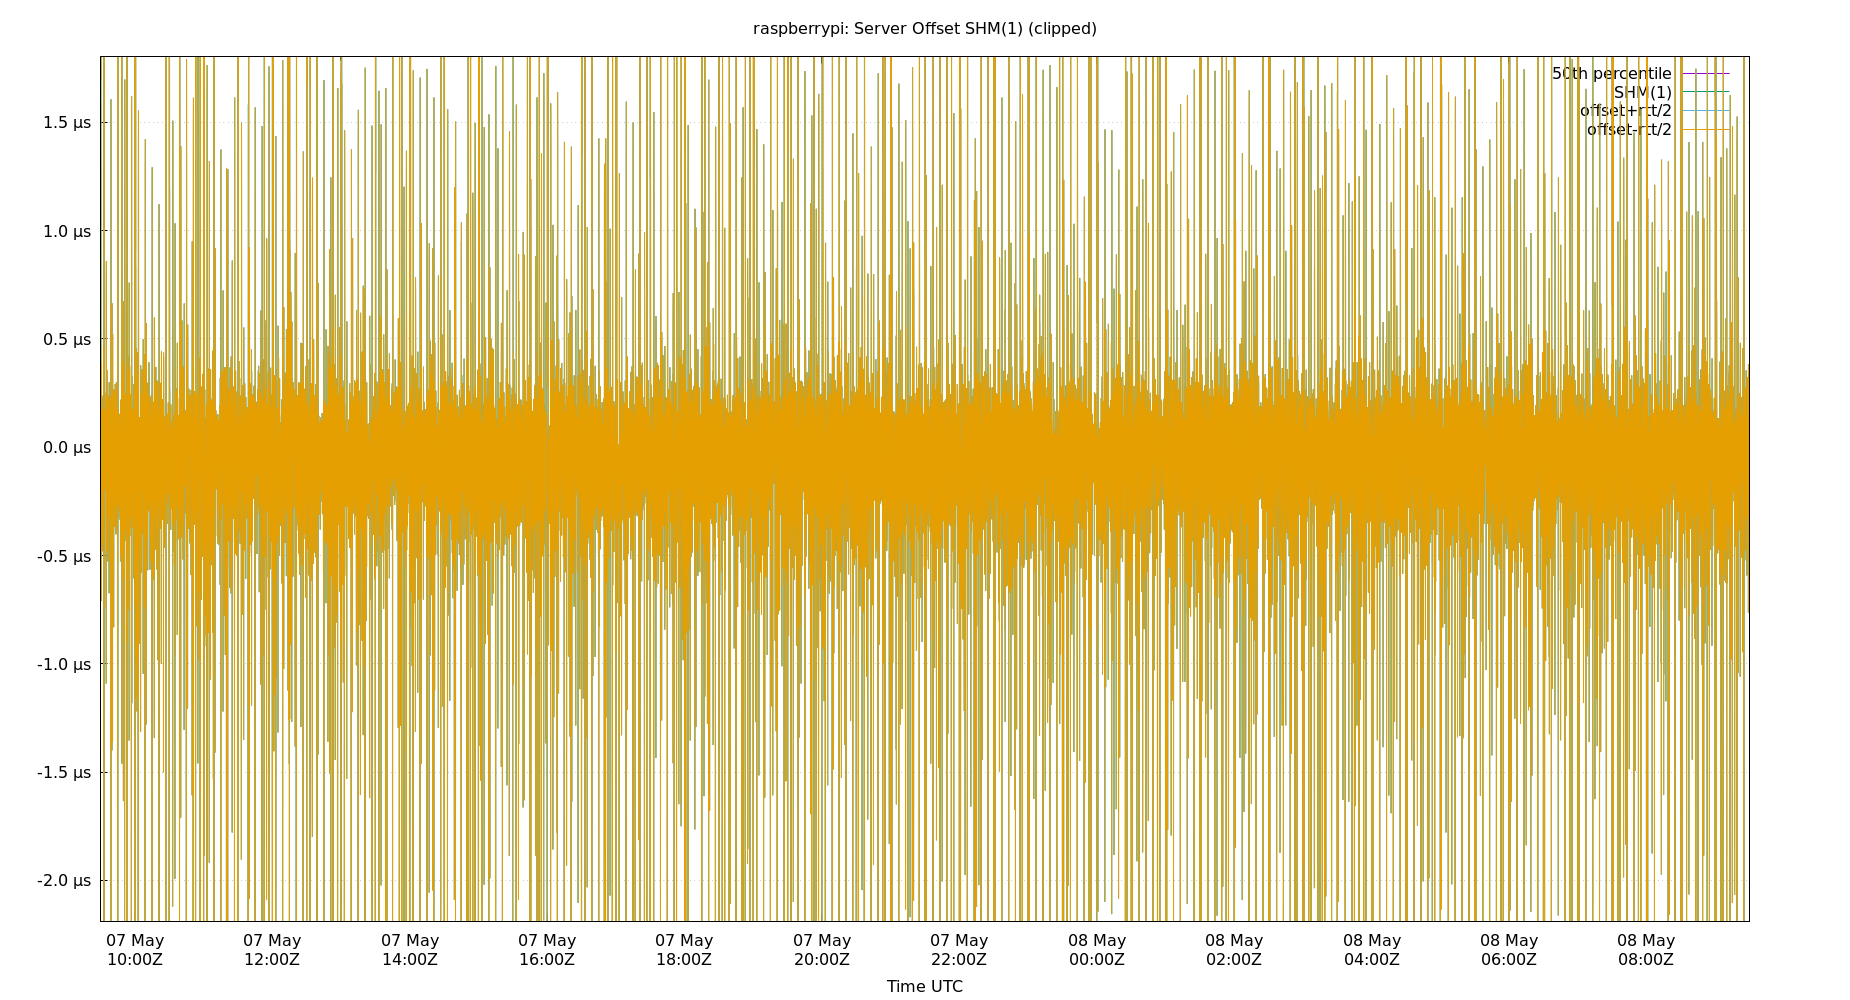 raspberrypi: Server Offset SHM(1) (clipped)
50th percentile
SHM(1)
offset+rtt/2
offset-rtt/2
1.5 µs
1.0 µs
0.5 µs
0.0 µs
-0.5 µs
-1.0 µs
-1.5 µs
-2.0 µs
07 May 07 May 07 May 07 May 07 May 07 May 07 May 08 May 08 May 08 May 08 May 08 May
10:00Z 12:00Z 14:00Z 16:00Z 18:00Z 20:00Z 22:00Z 00:00Z 02:00Z 04:00Z 06:00Z 08:00Z
Time UTC